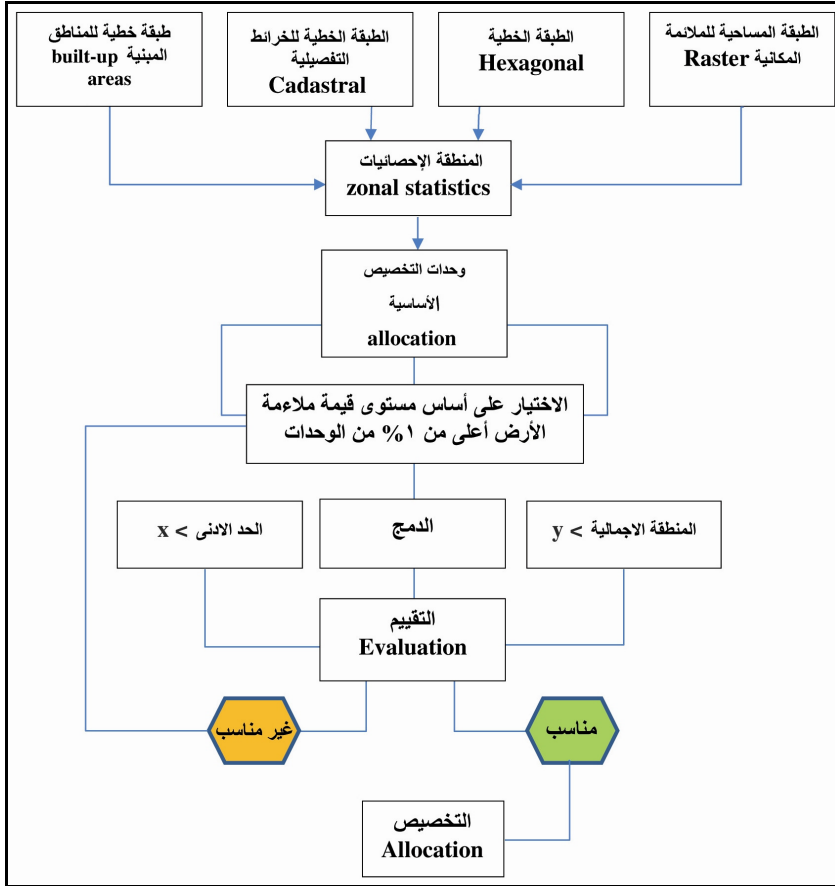 الطبقة المساحية للملائمة
المكانية Raster
الطبقة الخطية
Hexagonal
الطبقة الخطية للخرائط
التفصيلية
Cadastral
طبقة خطية للمناطق
المبنية built-up
areas
المنطقة الإحصائيات
zonal statistics
وحدات التخصيص
الأساسية
allocation
الاختيار على أساس مستوى قيمة ملاءمة
الأرض أعلى من ١% من الوحدات
المنطقة الاجمالية > y
الدمج
الحد الادنى > x
التقييم
Evaluation
مناسب
غير مناسب
التخصيص
Allocation